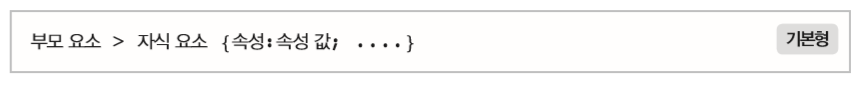 부모 요소 > 자식 요소 {속성:속성 값; ....}
기본형